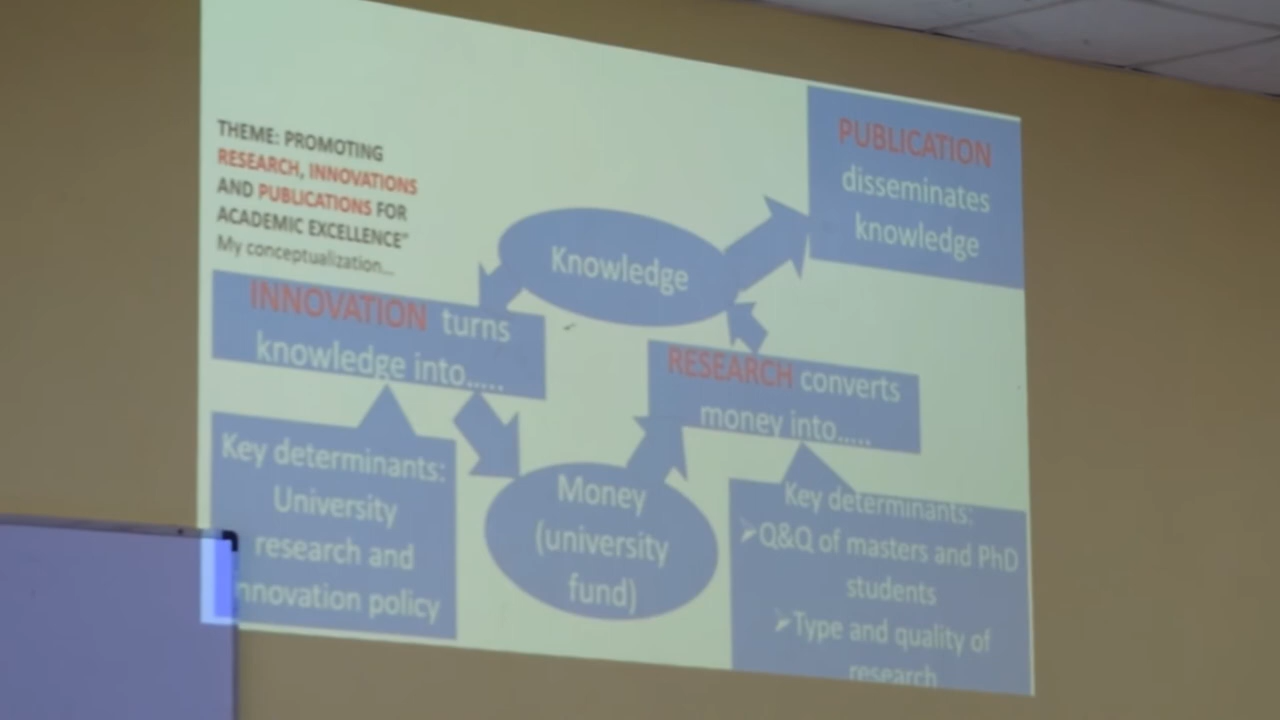 THEME: PROMOTING
RESEARCH, INNOVATIONS
AND PUBLICATIONS FOR
ACADEMIC EXCELLENCE"
My conceptualization...
PUBLICATION
disseminates
knowledge
Knowledge
INNOVATION turns
knowledge into.....
RESEARCH converts
money into.....
Key determinants:
University
research and
innovation policy
Money
(university
fund)
Key determinants:
➢Q&Q of masters and PhD
students
➢Type and quality of
research